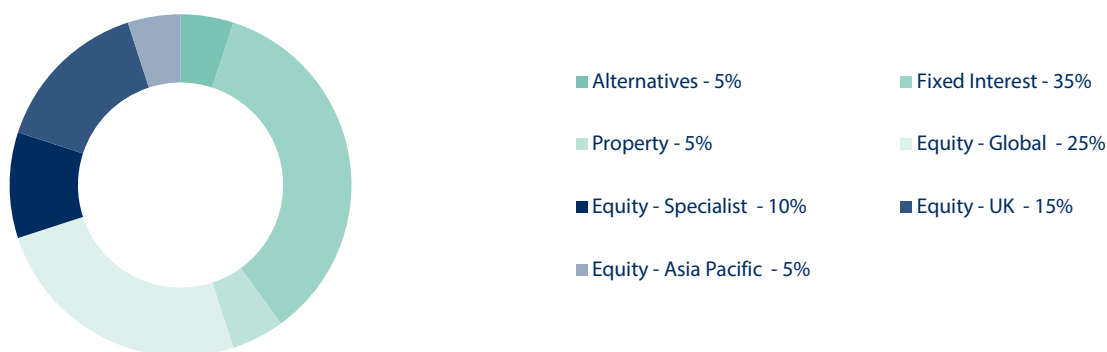 Alternatives - 5%
Fixed Interest - 35%
Property - 5%
Equity - Global - 25%
Equity - Specialist - 10%
Equity - UK - 15%
Equity - Asia Pacific - 5%